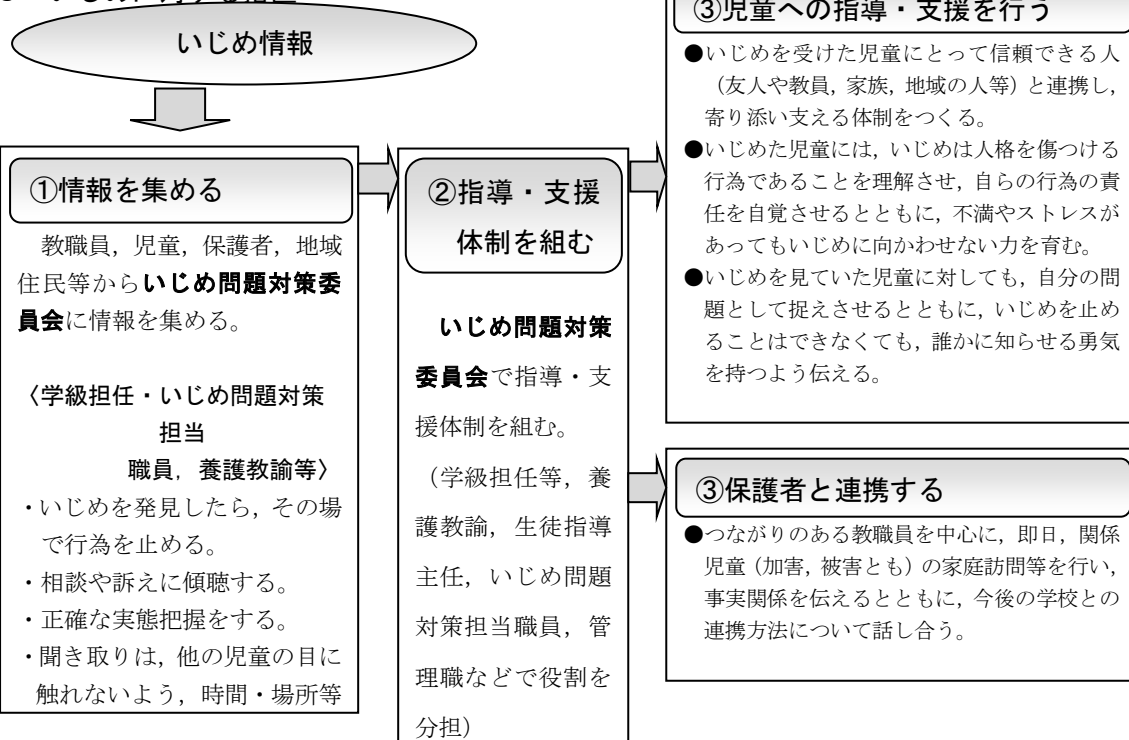 いじめ情報
①情報を集める
教職員，児童，保護者，地域
住民等からいじめ問題対策委
員会に情報を集める。
〈学級担任・いじめ問題対策
担当
職員，養護教諭等〉
・いじめを発見したら，その場
で行為を止める。
・相談や訴えに傾聴する。
・正確な実態把握をする。
・聞き取りは，他の児童の目に
触れないよう，時間・場所等
②指導・支援
体制を組む
いじめ問題対策
委員会で指導・支
援体制を組む。
（学級担任等，養
護教諭，生徒指導
主任，いじめ問題
対策担当職員，管
理職などで役割を
分担）
③児童への指導・支援を行う
●いじめを受けた児童にとって信頼できる人
（友人や教員，家族，地域の人等）と連携し，
寄り添い支える体制をつくる。
●いじめた児童には，いじめは人格を傷つける
行為であることを理解させ，自らの行為の責
任を自覚させるとともに，不満やストレスが
あってもいじめに向かわせない力を育む。
●いじめを見ていた児童に対しても，自分の問
題として捉えさせるとともに，いじめを止め
ることはできなくても，誰かに知らせる勇気
を持つよう伝える。
③保護者と連携する
●つながりのある教職員を中心に，即日，関係
児童（加害，被害とも）の家庭訪問等を行い，
事実関係を伝えるとともに，今後の学校との
連携方法について話し合う。